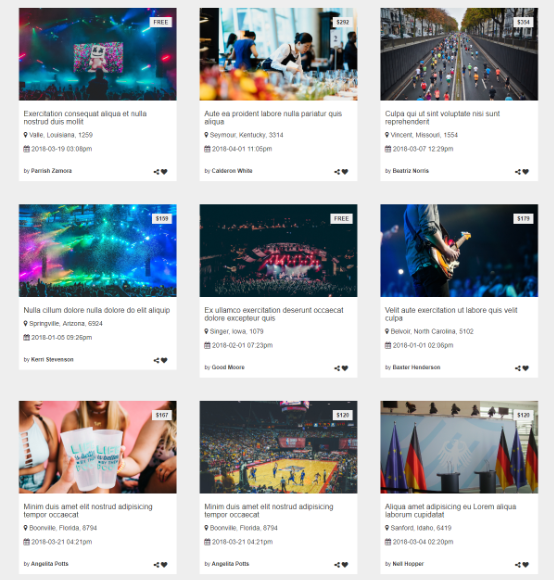 FREE
Exercitation consequat aliqua et nulla
nostrud duis mollit
Valle, Louisiana, 1259
2018-03-19 03:08pm
by Parrish Zamora
$292
Aute ea proident labore nulla pariatur quis
aliqua
Seymour, Kentucky, 3314
2018-04-01 11:05pm
by Calderon White
$354
Culpa qui ut sint voluptate nisi sunt
reprehenderit
Vincent, Missouri, 1554
2018-03-07 12:29pm
by Beatriz Norris
$159
Nulla cillum dolore nulla dolore do elit aliquip
Springville, Arizona, 6924
2018-01-05 09:26pm
by Kerri Stevenson
FREE
Ex ullamco exercitation deserunt occaecat
dolore excepteur quis
Singer, Iowa, 1079
2018-02-01 07:23pm
by Good Moore
$179
Velit aute exercitation ut labore quis velit
culpa
Belvoir, North Carolina, 5102
2018-01-01 02:06pm
by Baxter Henderson
$107
Minim duis amet elit nostrud adipisicing
tempor occaecat
Boonville, Florida, 8794
2018-03-21 04:21pm
by Angelita Potts
$120
Minim duis amet elit nostrud adipisicing
tempor occaecat
Boonville, Florida, 8794
2018-03-21 04:21pm
by Angelita Potts
$120
Aliqua amet adipisicing eu Lorem aliqua
laborum cupidatat
Sanford, Idaho, 6419
2018-03-04 02:20pm
by Neil Hopper